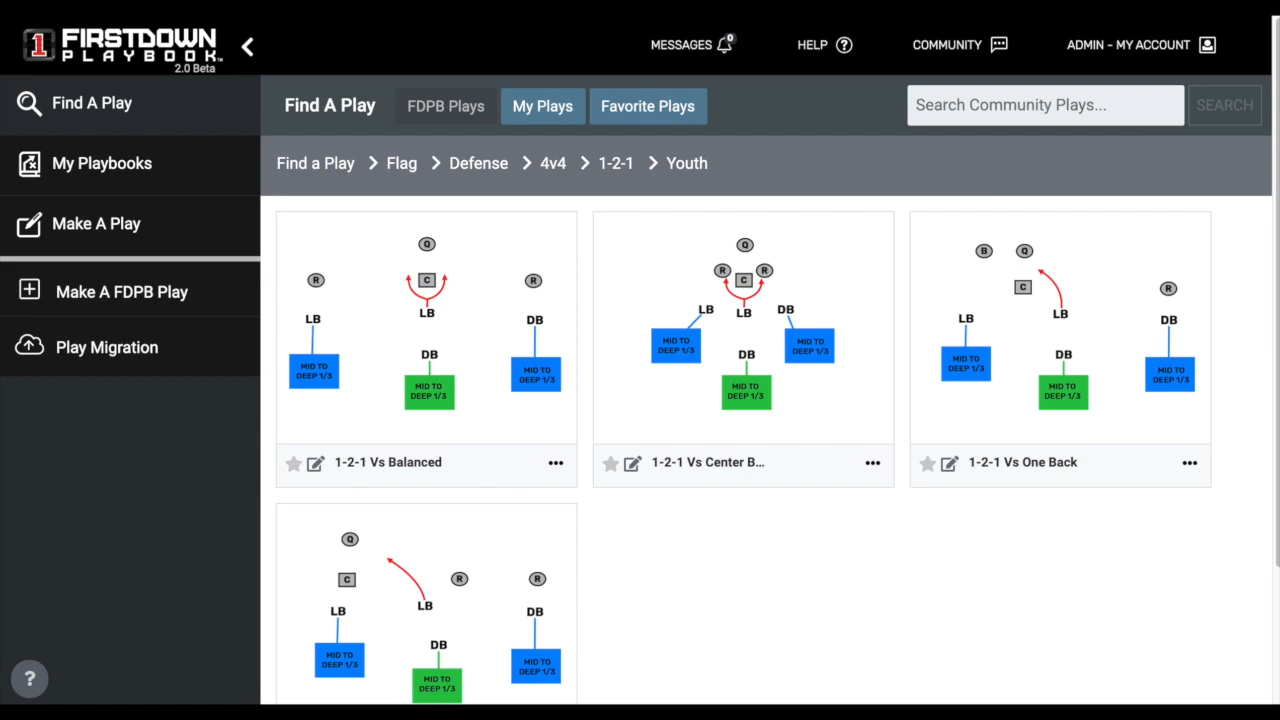 1 FIRSTDOWN
PLAYBOOK™
2.0 Beta
MESSAGES 0
HELP ?
COMMUNITY
ADMIN - MY ACCOUNT
Find A Play
My Playbooks
Make A Play
Make A FDPB Play
Play Migration
?
Find A Play
FDPB Plays
My Plays
Favorite Plays
Search Community Plays...
SEARCH
Find a Play > Flag > Defense > 4v4 > 1-2-1 > Youth
Q
R C R
LB LB DB
DB
MID TO
DEEP 1/3
MID TO
DEEP 1/3
MID TO
DEEP 1/3
1-2-1 Vs Balanced
Q
R C R
LB LB DB
DB
MID TO
DEEP 1/3
MID TO
DEEP 1/3
MID TO
DEEP 1/3
1-2-1 Vs Center B...
B Q
C R
LB LB DB
DB
MID TO
DEEP 1/3
MID TO
DEEP 1/3
MID TO
DEEP 1/3
1-2-1 Vs One Back
Q
C R R
LB LB DB
DB
MID TO
DEEP 1/3
MID TO
DEEP 1/3
MID TO
DEEP 1/3